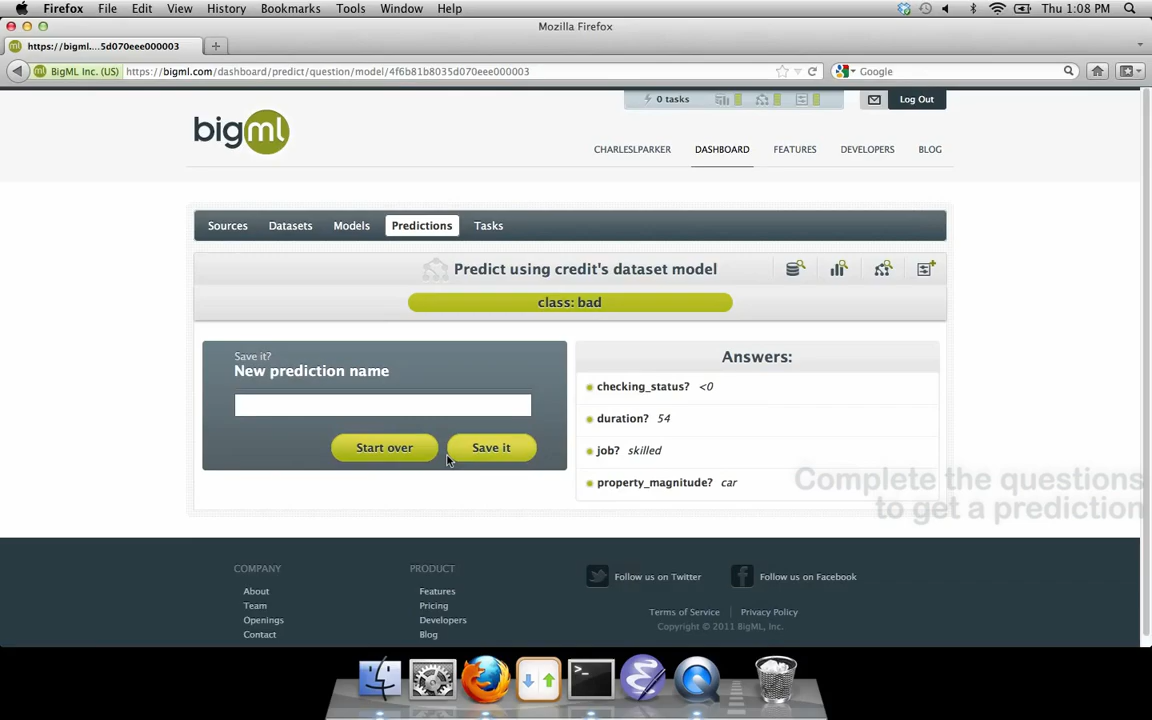 Firefox File Edit View History Bookmarks Tools Window Help Thu 1:08 PM
Mozilla Firefox
https://bigml....5d070eee000003
BigML Inc. (US) https://bigml.com/dashboard/predict/question/model/4f6b81b8035d070eee000003 Google
0 tasks Log Out
bigml
CHARLESLPARKER DASHBOARD FEATURES DEVELOPERS BLOG
Sources Datasets Models Predictions Tasks
Predict using credit's dataset model
class: bad
Save it?
New prediction name
Start over Save it
Answers:
checking_status? <0
duration? 54
job? skilled
property_magnitude? car
Complete the questions
to get a prediction
COMPANY
About
Team
Openings
Contact
PRODUCT
Features
Pricing
Developers
Blog
Follow us on Twitter Follow us on Facebook
Terms of Service Privacy Policy
Copyright © 2011 BigML, Inc.